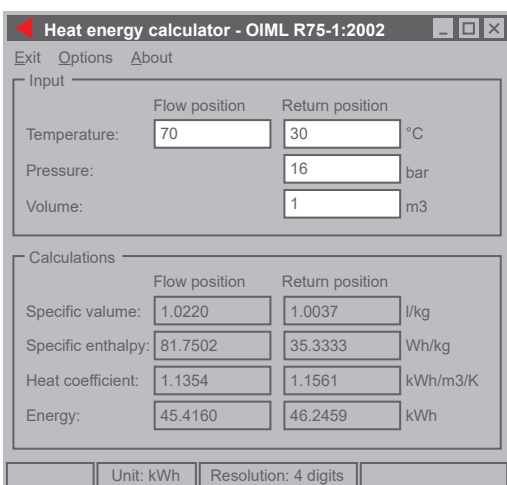 Heat energy calculator - OIML R75-1:2002
Exit Options About
Input
Flow position Return position
Temperature: 70 30 °C
Pressure: 16 bar
Volume: 1 m3
Calculations
Flow position Return position
Specific valume: 1.0220 1.0037 l/kg
Specific enthalpy: 81.7502 35.3333 Wh/kg
Heat coefficient: 1.1354 1.1561 kWh/m3/K
Energy: 45.4160 46.2459 kWh
Unit: kWh Resolution: 4 digits